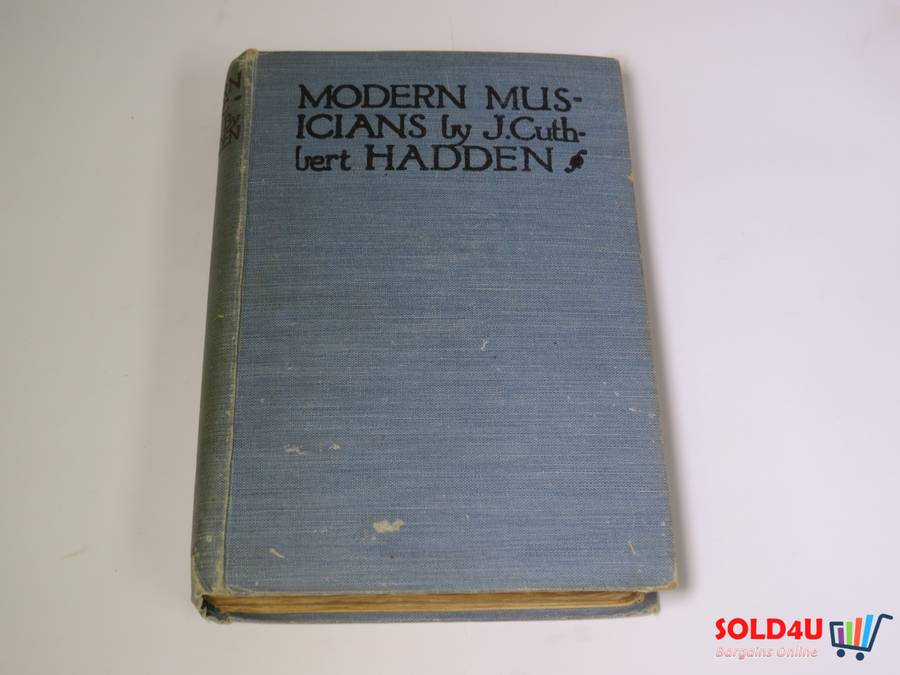 MODERN MUS-
ICIANS by J. Cuth-
bert HADDEN
SOLD4U
Bargains Online